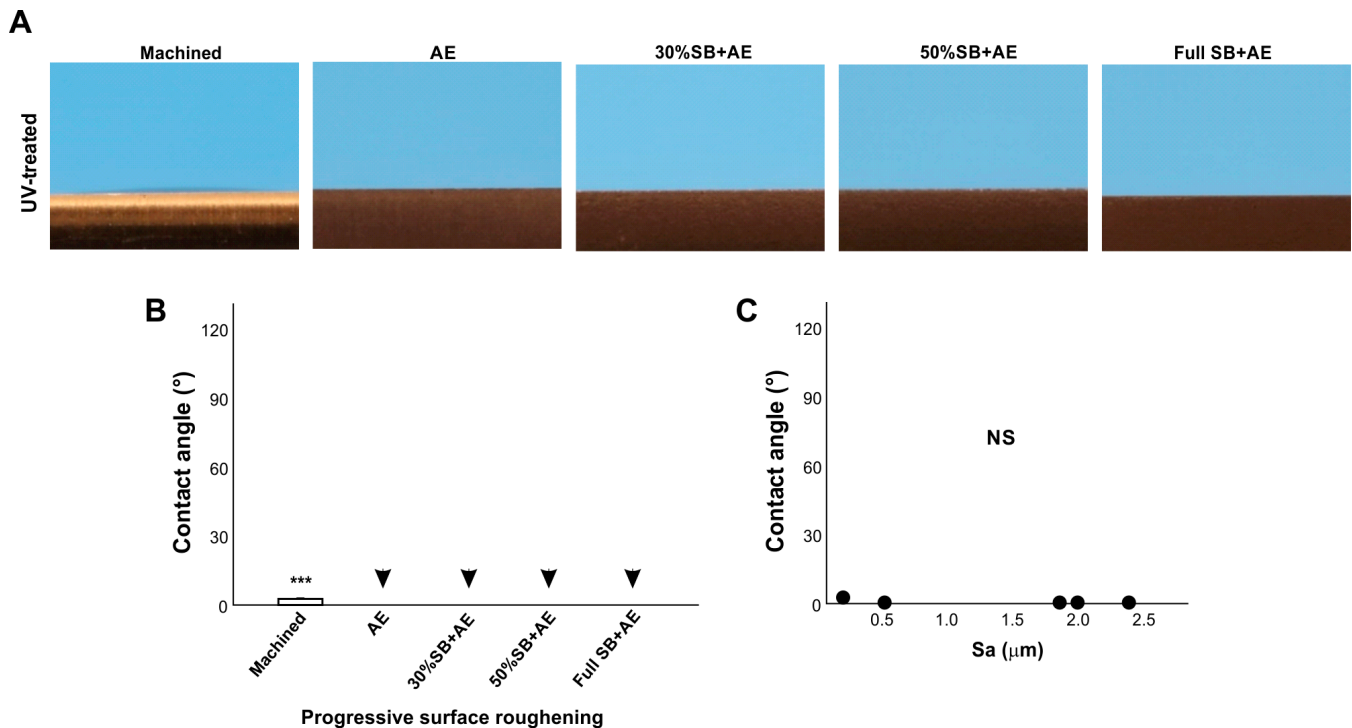 A
Machined
AE
30%SB+AE
50%SB+AE
Full SB+AE
UV-treated
B
Contact angle (°)
120
90
60
30
0
***
Machined
AE
30%SB+AE
50%SB+AE
Full SB+AE
Progressive surface roughening
C
Contact angle (°)
120
90
60
30
0
NS
0.5
1.0
1.5
2.0
2.5
Sa (μm)